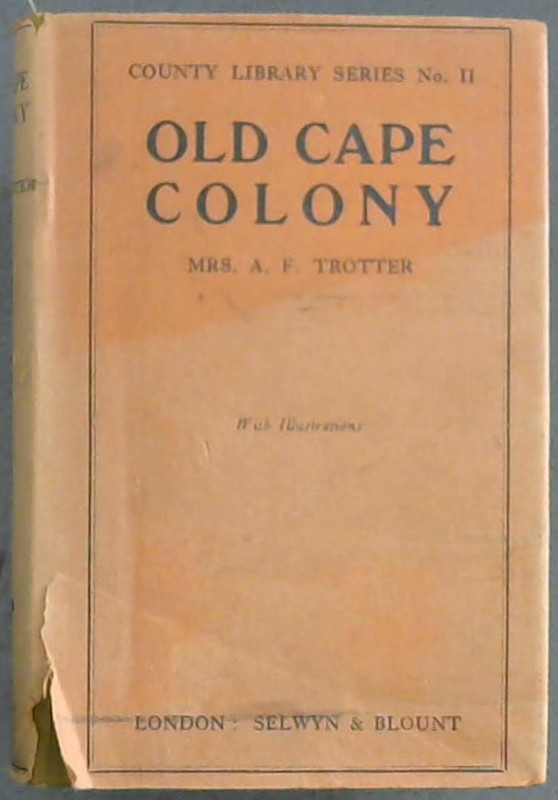 COUNTY LIBRARY SERIES No. II
OLD CAPE
COLONY
MRS. A. F. TROTTER
With Illustrations
LONDON: SELWYN & BLOUNT